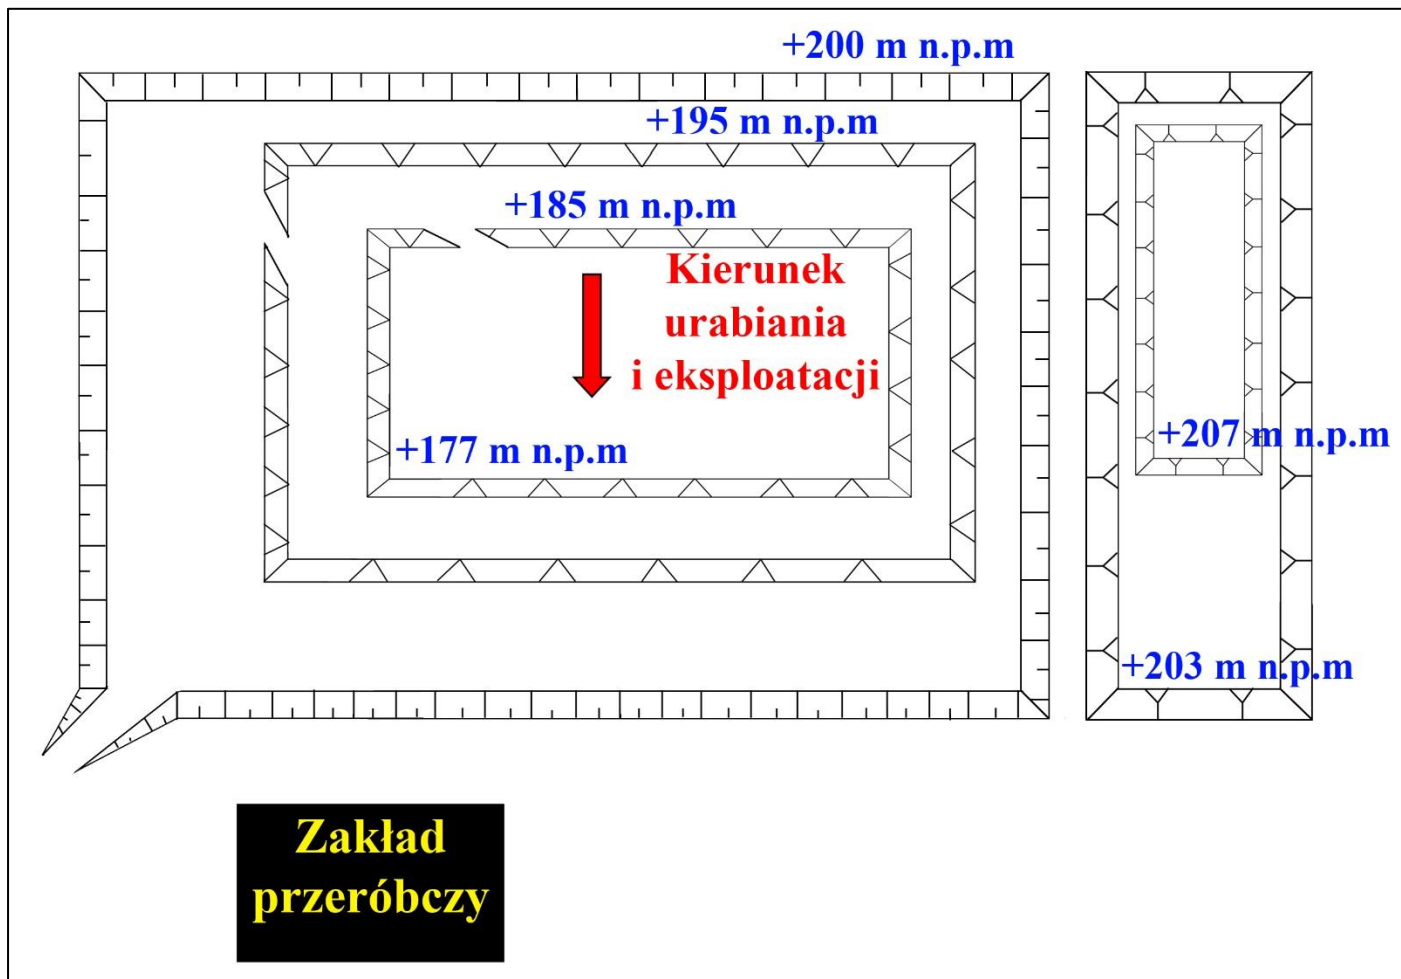 +200 m n.p.m
+195 m n.p.m
+185 m n.p.m
Kierunek
urabiania
i eksploatacji
+177 m n.p.m
+207 m n.p.m
+203 m n.p.m
Zakład
przeróbczy